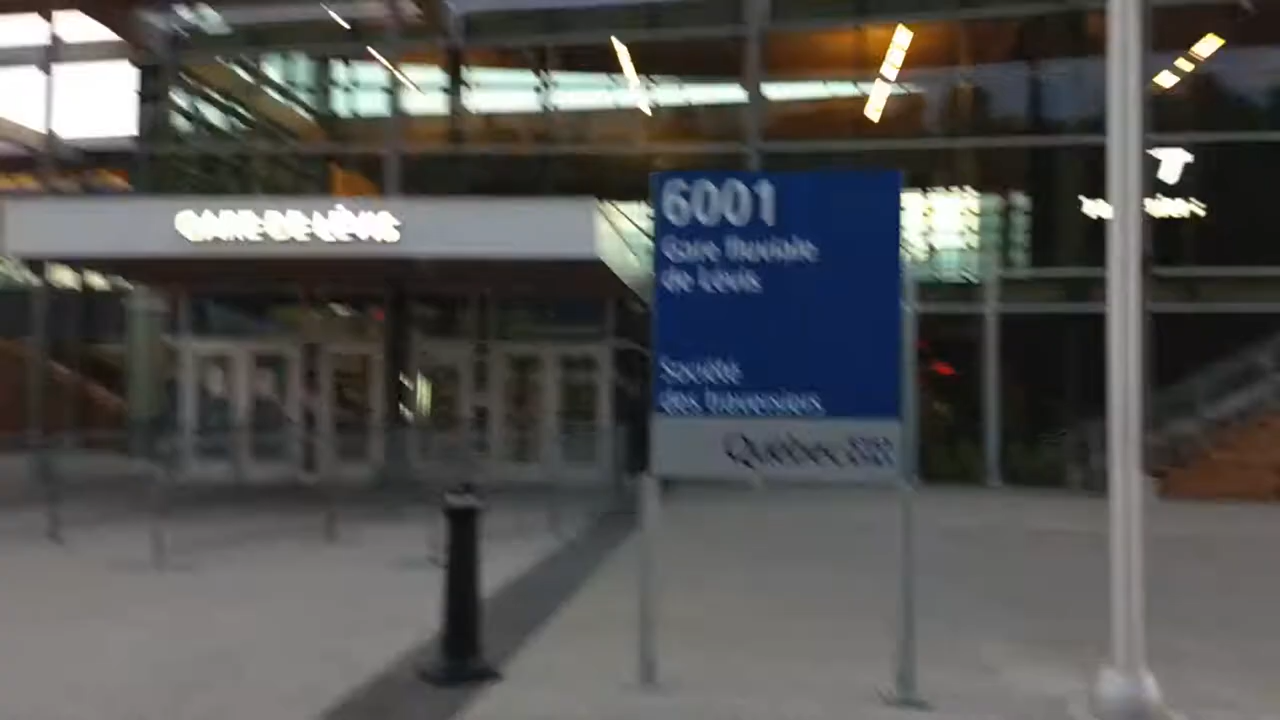 GARE DE LÉVIS
6001
Gare fluviale
de Lévis
Société
des traversiers
Québec